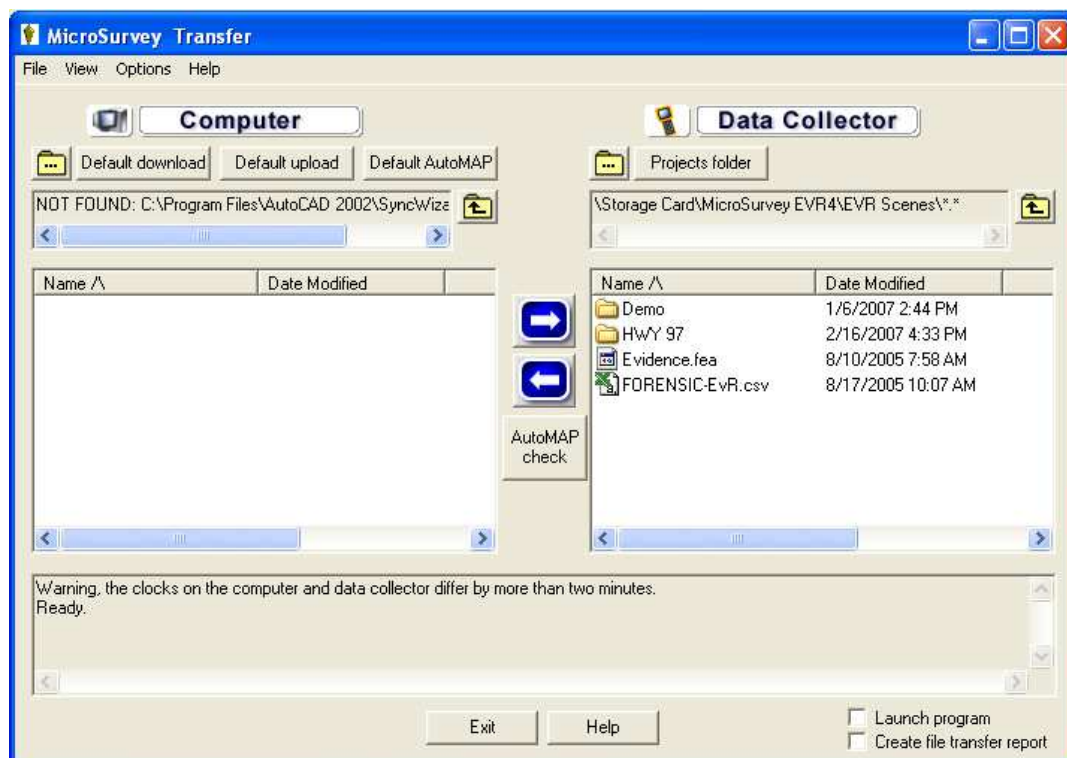 MicroSurvey Transfer
File View Options Help
Computer
Data Collector
... Default download Default upload Default AutoMAP
... Projects folder
NOT FOUND: C:\Program Files\AutoCAD 2002\SyncWiza
\Storage Card\MicroSurvey EVR4\EVR Scenes\*.*
Name /\ Date Modified
Name /\ Date Modified
Demo 1/6/2007 2:44 PM
HWY 97 2/16/2007 4:33 PM
Evidence.fea 8/10/2005 7:58 AM
FORENSIC-EvR.csv 8/17/2005 10:07 AM
AutoMAP
check
Warning, the clocks on the computer and data collector differ by more than two minutes.
Ready.
Exit Help
Launch program
Create file transfer report